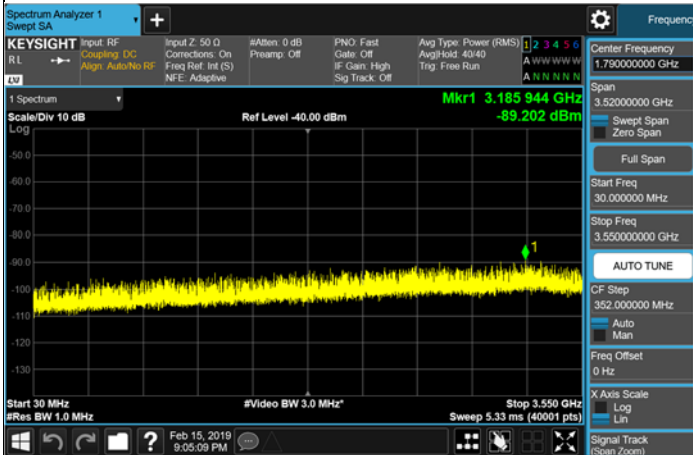 Spectrum Analyzer 1
Swept SA
Frequenc
KEYSIGHT
RL
LXI
Input: RF
Coupling: DC
Align: Auto/No RF
Input Z: 50 Ω
Corrections: On
Freq Ref: Int (S)
NFE: Adaptive
#Atten: 0 dB
Preamp: Off
PNO: Fast
Gate: Off
IF Gain: High
Sig Track: Off
Avg Type: Power (RMS)
Avg|Hold: 40/40
Trig: Free Run
1 2 3 4 5 6
A W W W W W
A N N N N N
1 Spectrum
Scale/Div 10 dB
Log
Ref Level -40.00 dBm
Mkr1 3.185 944 GHz
-89.202 dBm
-50.0
-60.0
-70.0
-80.0
-90.0
-100
-110
-120
-130
1
Start 30 MHz
#Res BW 1.0 MHz
#Video BW 3.0 MHz*
Stop 3.550 GHz
Sweep 5.33 ms (40001 pts)
Feb 15, 2019
9:05:09 PM
?
Center Frequency
1.790000000 GHz
Span
3.52000000 GHz
Swept Span
Zero Span
Full Span
Start Freq
30.000000 MHz
Stop Freq
3.550000000 GHz
AUTO TUNE
CF Step
352.000000 MHz
Auto
Man
Freq Offset
0 Hz
X Axis Scale
Log
Lin
Signal Track
(Span Zoom)